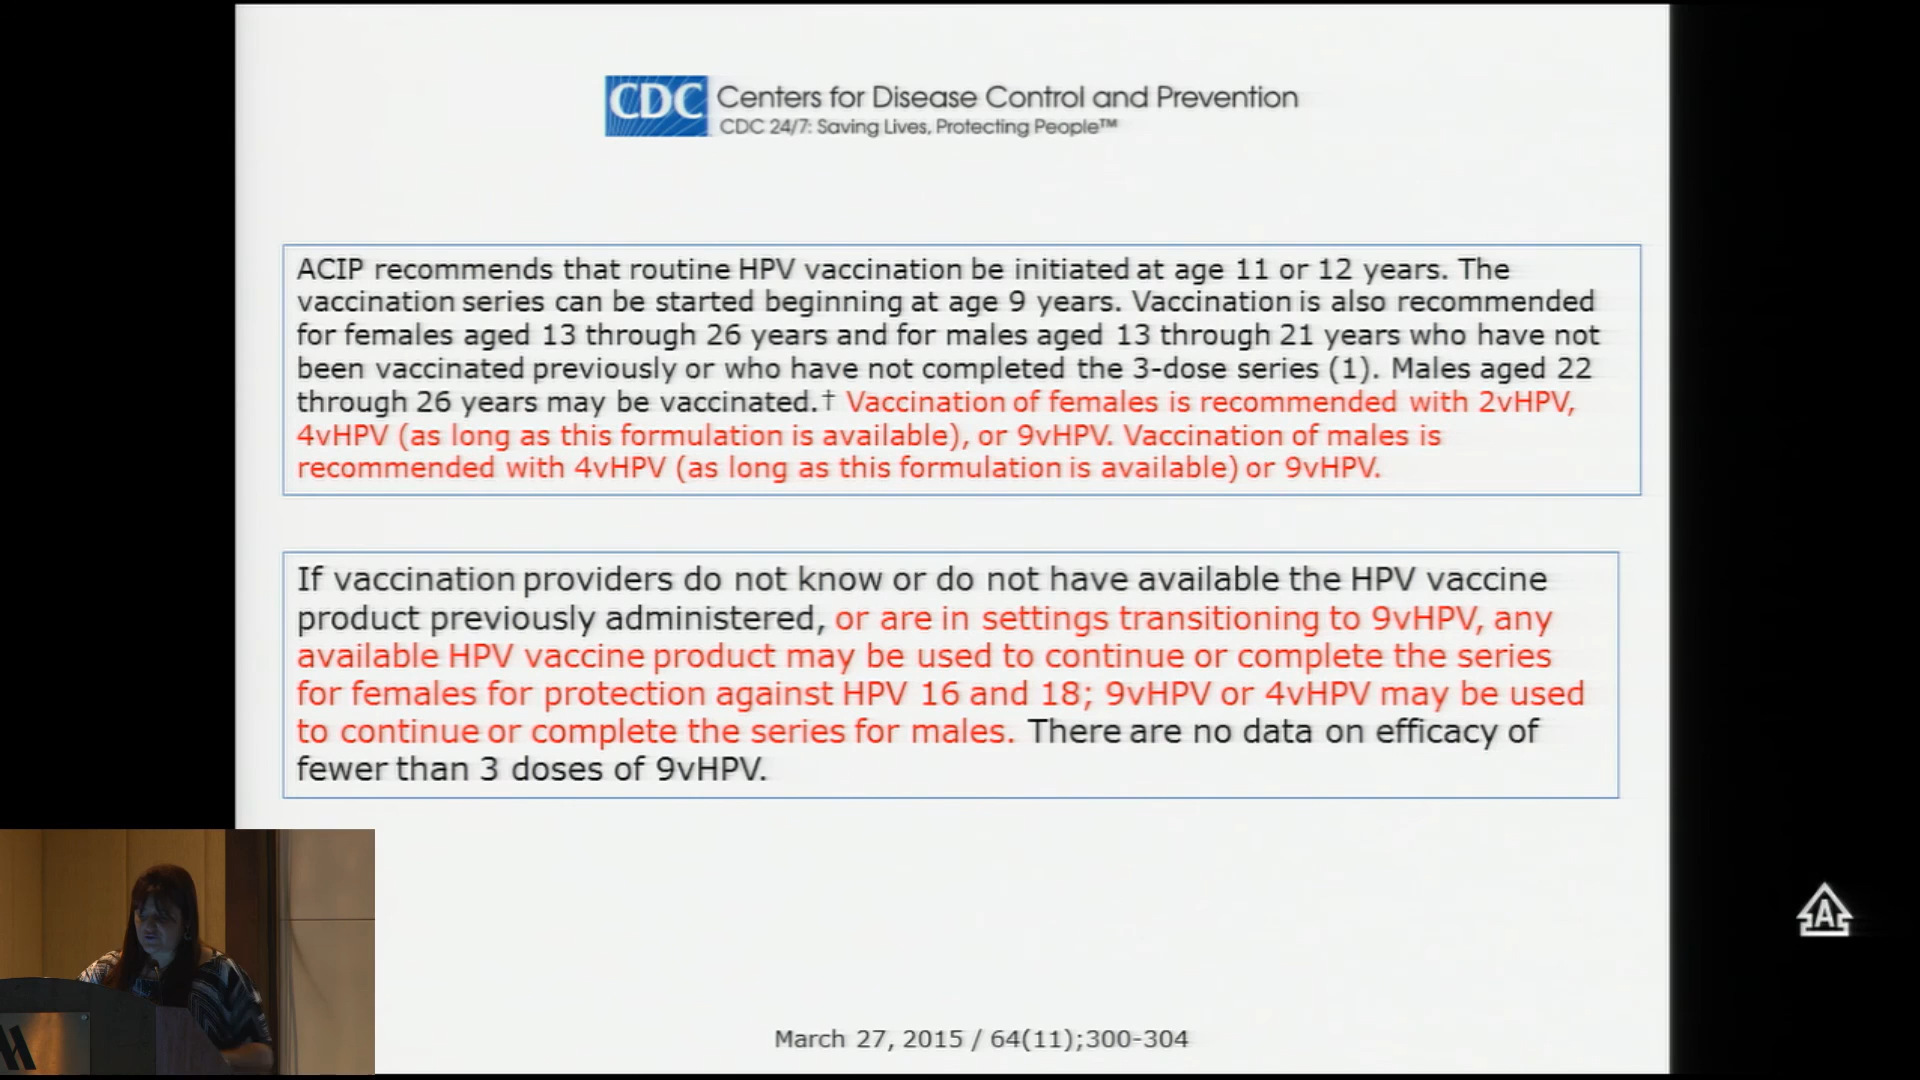 CDC Centers for Disease Control and Prevention
CDC 24/7: Saving Lives, Protecting People™
ACIP recommends that routine HPV vaccination be initiated at age 11 or 12 years. The
vaccination series can be started beginning at age 9 years. Vaccination is also recommended
for females aged 13 through 26 years and for males aged 13 through 21 years who have not
been vaccinated previously or who have not completed the 3-dose series (1). Males aged 22
through 26 years may be vaccinated.† Vaccination of females is recommended with 2vHPV,
4vHPV (as long as this formulation is available), or 9vHPV. Vaccination of males is
recommended with 4vHPV (as long as this formulation is available) or 9vHPV.
If vaccination providers do not know or do not have available the HPV vaccine
product previously administered, or are in settings transitioning to 9vHPV, any
available HPV vaccine product may be used to continue or complete the series
for females for protection against HPV 16 and 18; 9vHPV or 4vHPV may be used
to continue or complete the series for males. There are no data on efficacy of
fewer than 3 doses of 9vHPV.
A
March 27, 2015 / 64(11);300-304